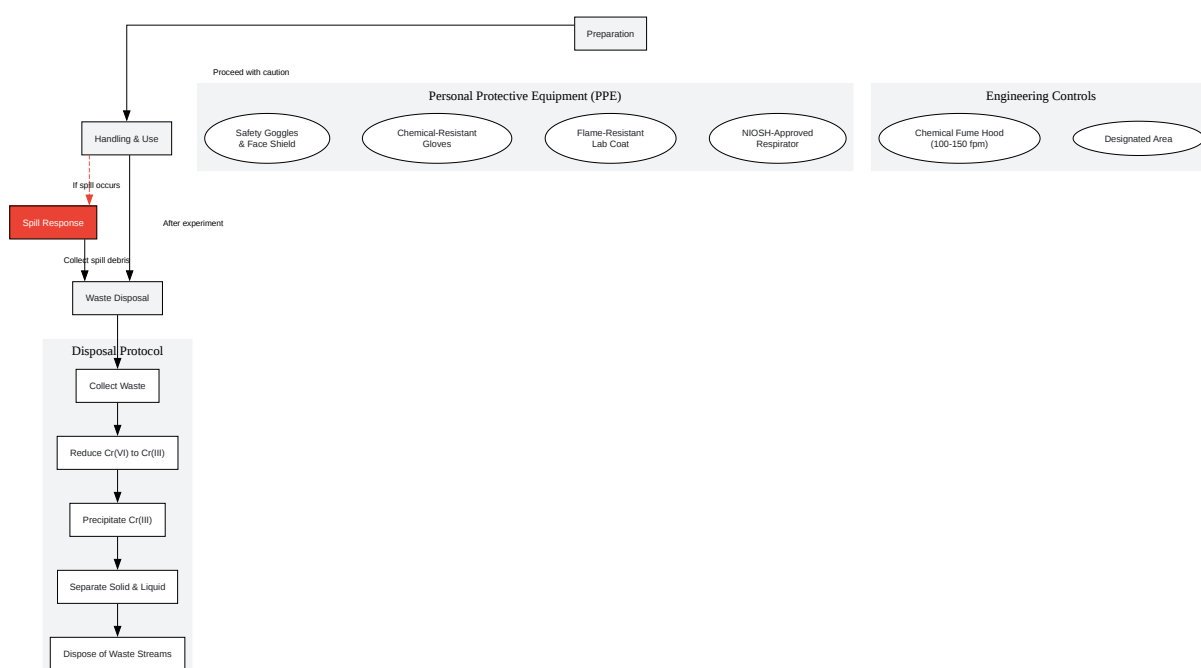 Preparation
Proceed with caution
Personal Protective Equipment (PPE)
Engineering Controls
Handling & Use
Safety Goggles
& Face Shield
Chemical-Resistant
Gloves
Flame-Resistant
Lab Coat
NIOSH-Approved
Respirator
Chemical Fume Hood
(100-150 fpm)
Designated Area
If spill occurs
Spill Response
After experiment
Collect spill debris
Waste Disposal
Disposal Protocol
Collect Waste
Reduce Cr(VI) to Cr(III)
Precipitate Cr(III)
Separate Solid & Liquid
Dispose of Waste Streams